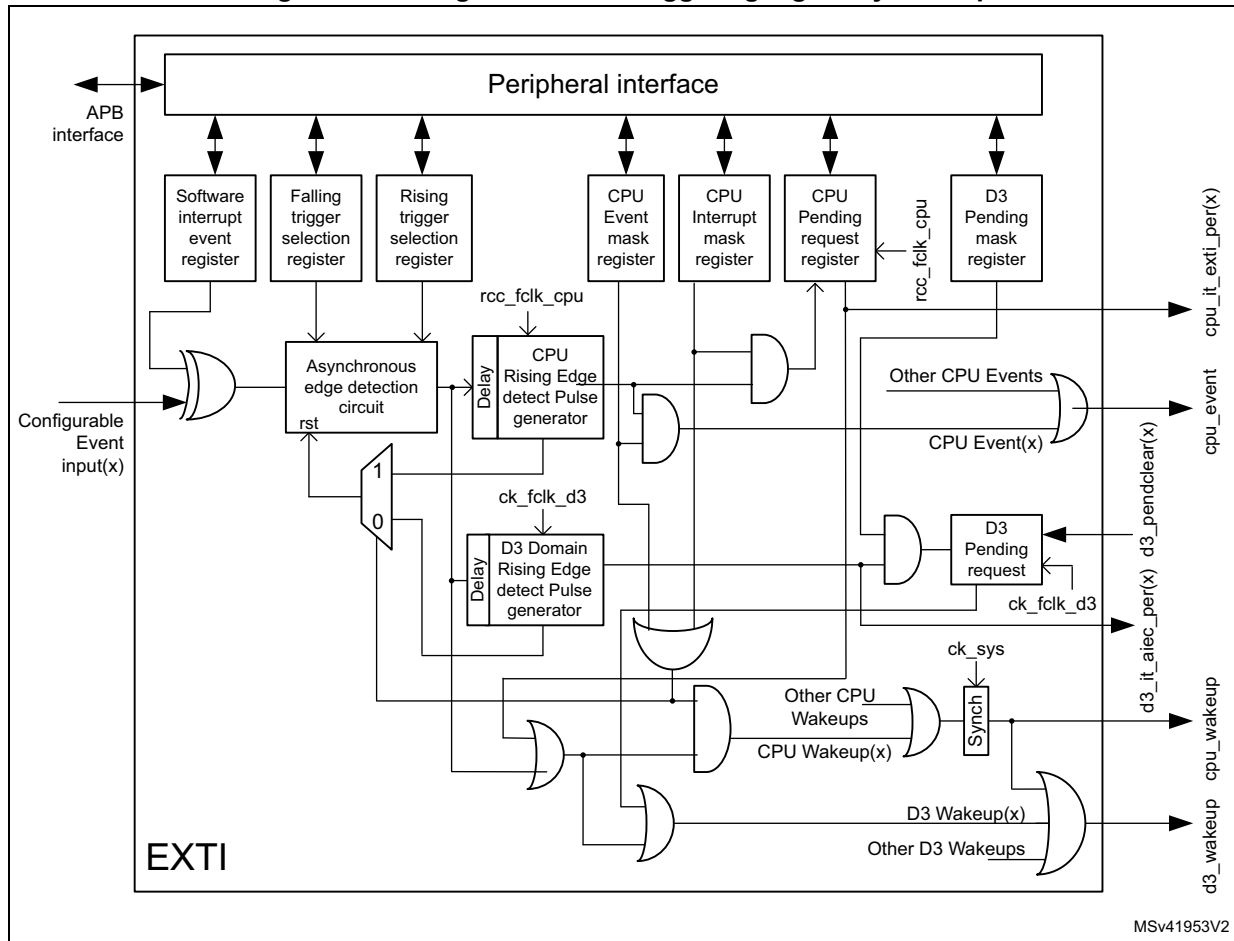 Peripheral interface
APB
interface
Software
interrupt
event
register
Falling
trigger
selection
register
Rising
trigger
selection
register
CPU
Event
mask
register
CPU
Interrupt
mask
register
CPU
Pending
request
register
D3
Pending
mask
register
rcc_fclk_cpu
cpu_it_exti_per(x)
rcc_fclk_cpu
Asynchronous
edge detection
circuit
rst
Delay
CPU
Rising Edge
detect Pulse
generator
Configurable
Event
input(x)
Other CPU Events
CPU Event(x)
cpu_event
1
0
ck_fclk_d3
Delay
D3 Domain
Rising Edge
detect Pulse
generator
D3
Pending
request
d3_pendclear(x)
ck_fclk_d3
d3_it_aiec_per(x)
ck_sys
Other CPU
Wakeups
CPU Wakeup(x)
Synch
cpu_wakeup
D3 Wakeup(x)
Other D3 Wakeups
d3_wakeup
EXTI
MSv41953V2